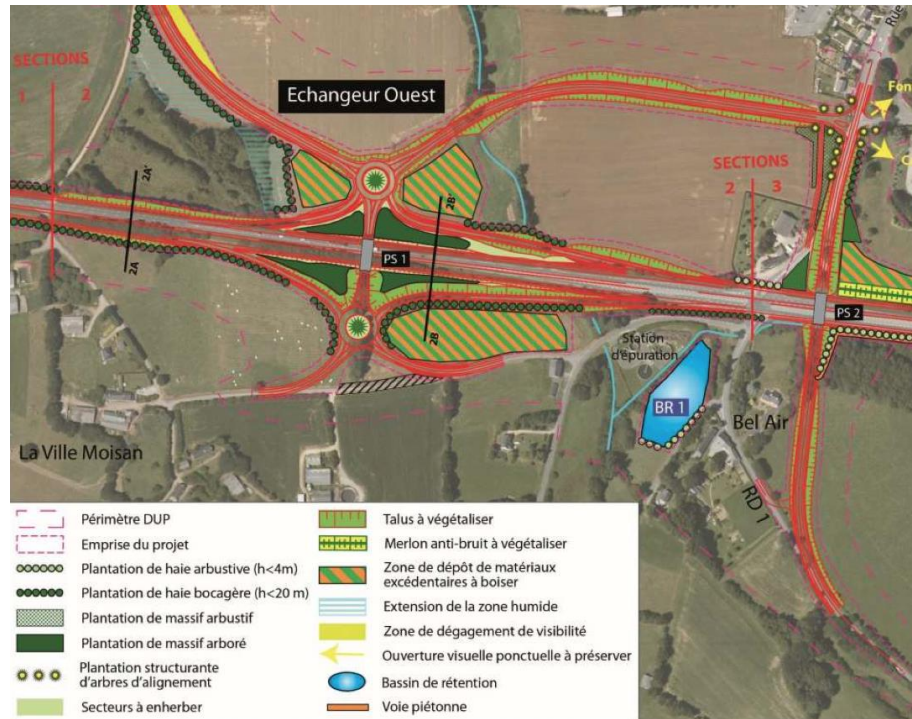 Rue
SECTIONS
1 2
Echangeur Ouest
2A'
2A
2B'
2B
PS 1
SECTIONS
2 3
PS 2
Station
d'épuration
BR 1
Bel Air
RD 1
La Ville Moisan
Périmètre DUP
Emprise du projet
Plantation de haie arbustive (h<4m)
Plantation de haie bocagère (h<20 m)
Plantation de massif arbustif
Plantation de massif arboré
Plantation structurante
d'arbres d'alignement
Secteurs à enherber
Talus à végétaliser
Merlon anti-bruit à végétaliser
Zone de dépôt de matériaux
excédentaires à boiser
Extension de la zone humide
Zone de dégagement de visibilité
Ouverture visuelle ponctuelle à préserver
Bassin de rétention
Voie piétonne